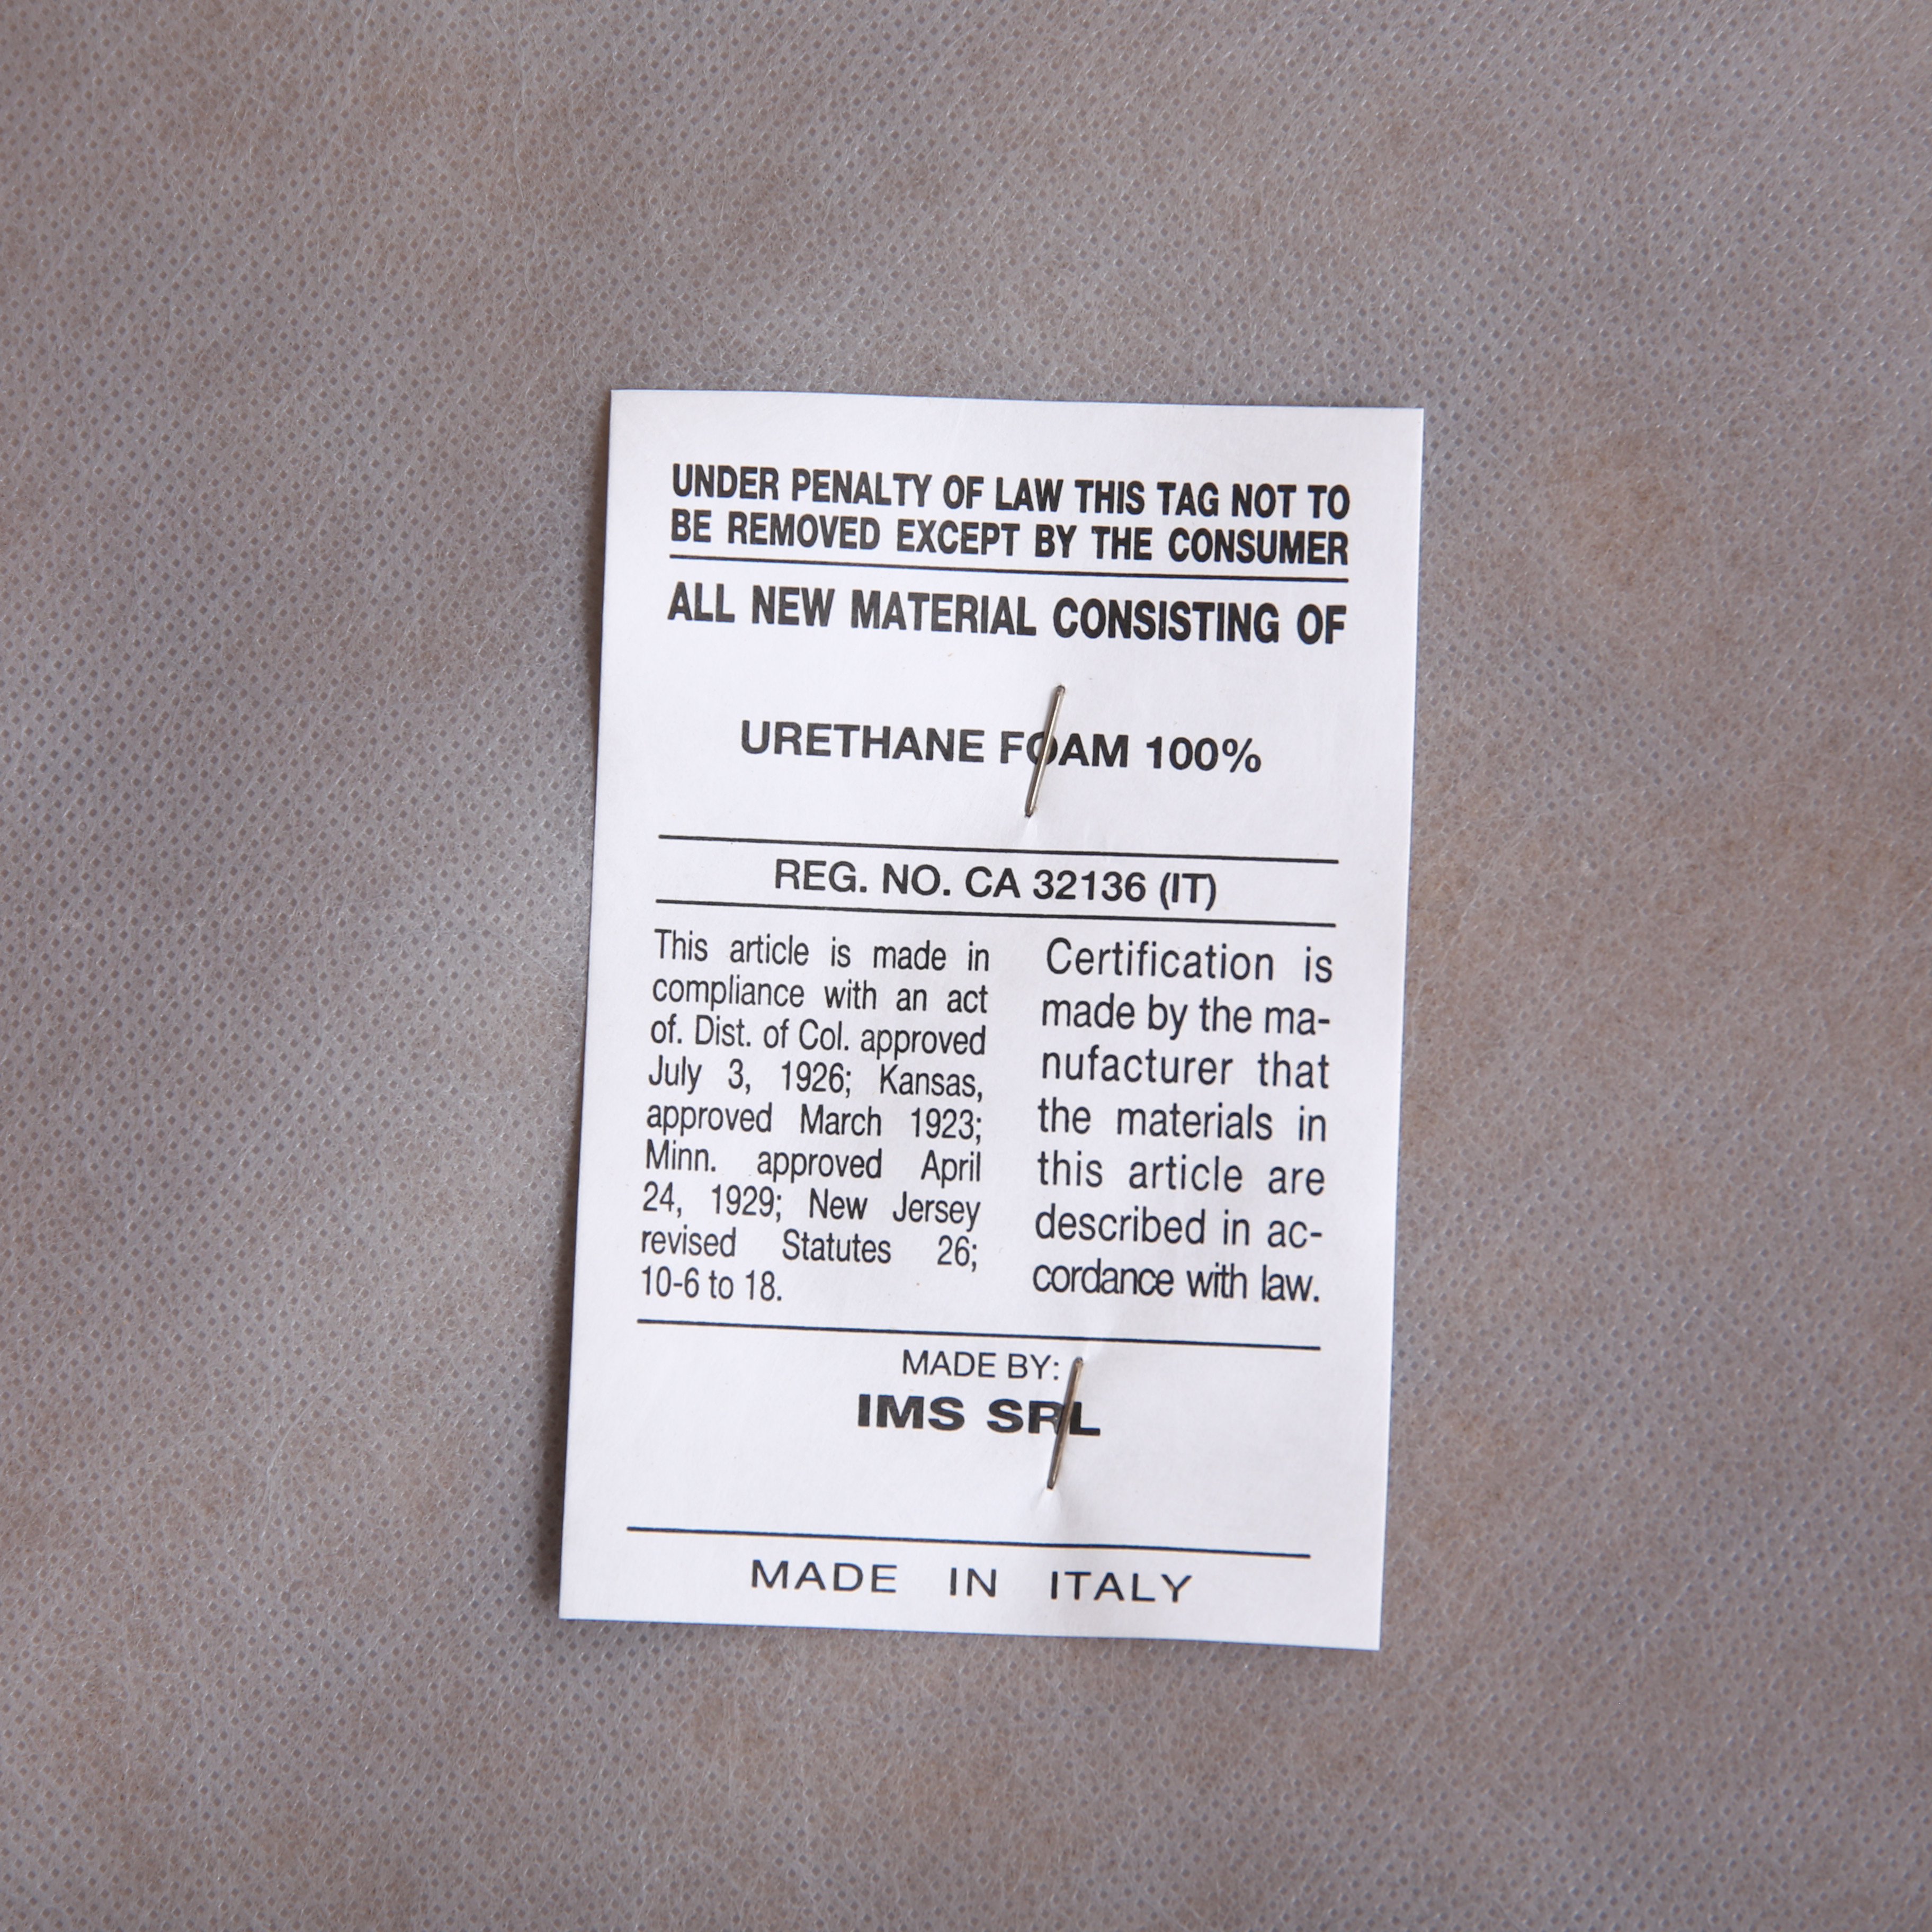 UNDER PENALTY OF LAW THIS TAG NOT TO
BE REMOVED EXCEPT BY THE CONSUMER
ALL NEW MATERIAL CONSISTING OF
URETHANE FOAM 100%
REG. NO. CA 32136 (IT)
This article is made in
compliance with an act
of. Dist. of Col. approved
July 3, 1926; Kansas,
approved March 1923;
Minn. approved April
24, 1929; New Jersey
revised Statutes 26;
10-6 to 18.
Certification is
made by the ma-
nufacturer that
the materials in
this article are
described in ac-
cordance with law.
MADE BY:
IMS SRL
MADE IN ITALY